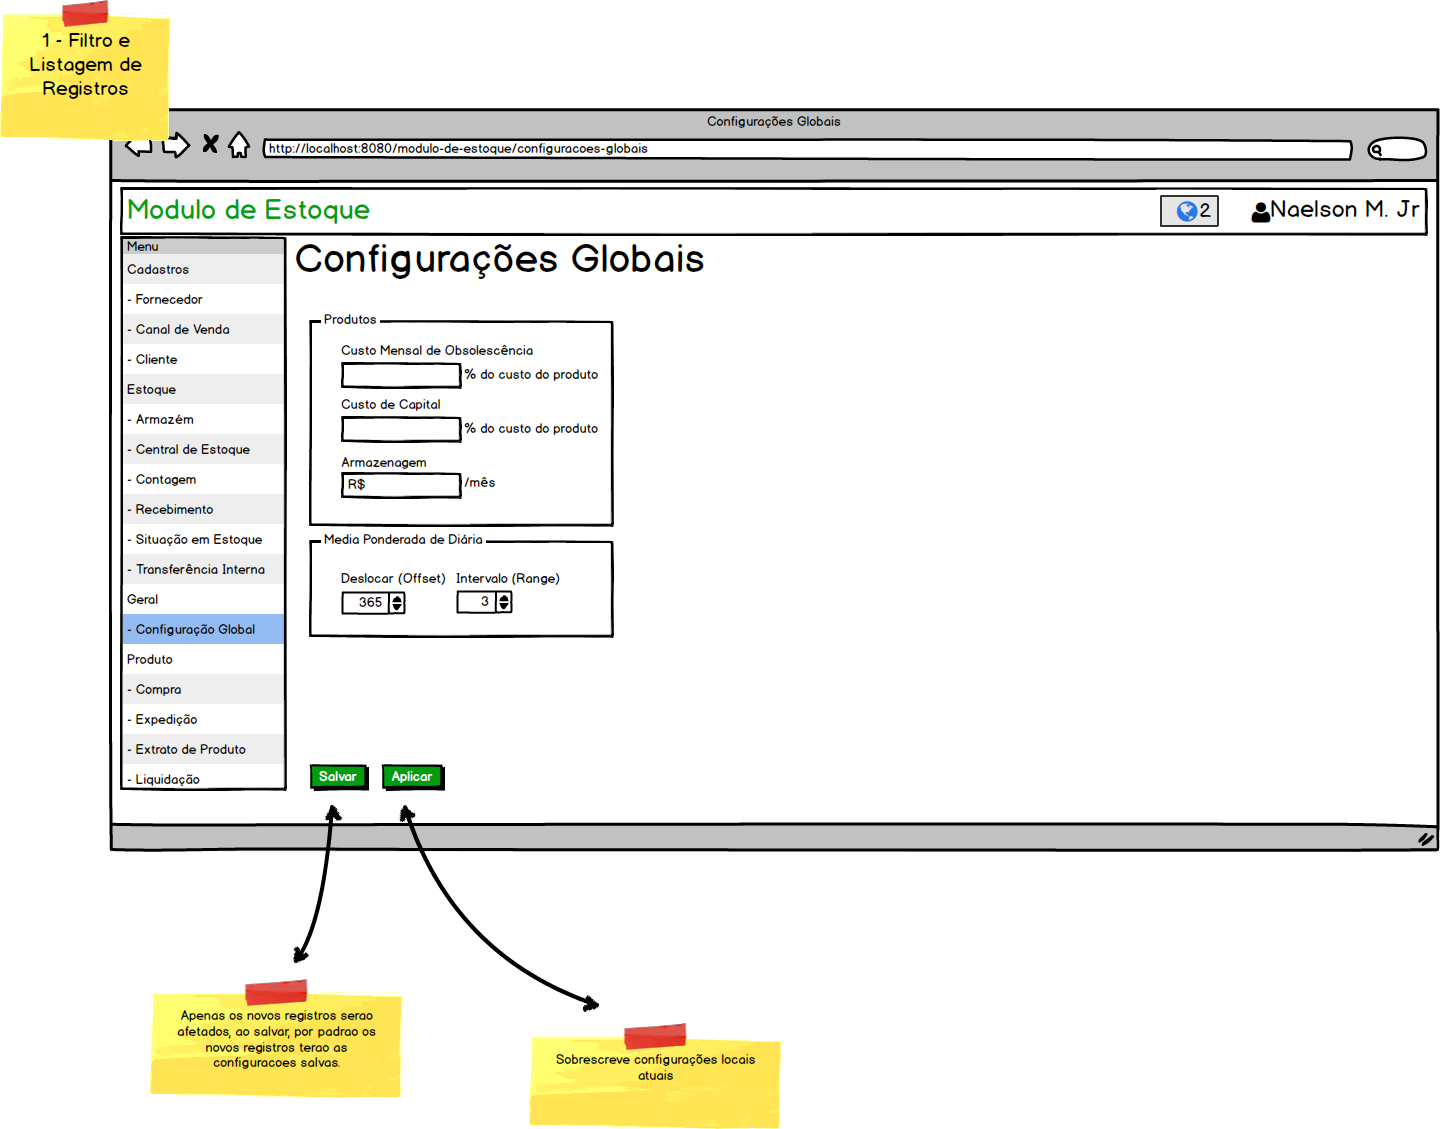 1 - Filtro e
Listagem de
Registros
Configurações Globais
http://localhost:8080/modulo-de-estoque/configuracoes-globais
Modulo de Estoque
2
Naelson M. Jr
Menu
Cadastros
- Fornecedor
- Canal de Venda
- Cliente
Estoque
- Armazém
- Central de Estoque
- Contagem
- Recebimento
- Situação em Estoque
- Transferência Interna
Geral
- Configuração Global
Produto
- Compra
- Expedição
- Extrato de Produto
- Liquidação
Configurações Globais
Produtos
Custo Mensal de Obsolescência
% do custo do produto
Custo de Capital
% do custo do produto
Armazenagem
R$ /mês
Media Ponderada de Diária
Deslocar (Offset) Intervalo (Range)
365 3
Salvar Aplicar
Apenas os novos registros serao
afetados, ao salvar, por padrao os
novos registros terao as
configuracoes salvas.
Sobrescreve configurações locais
atuais